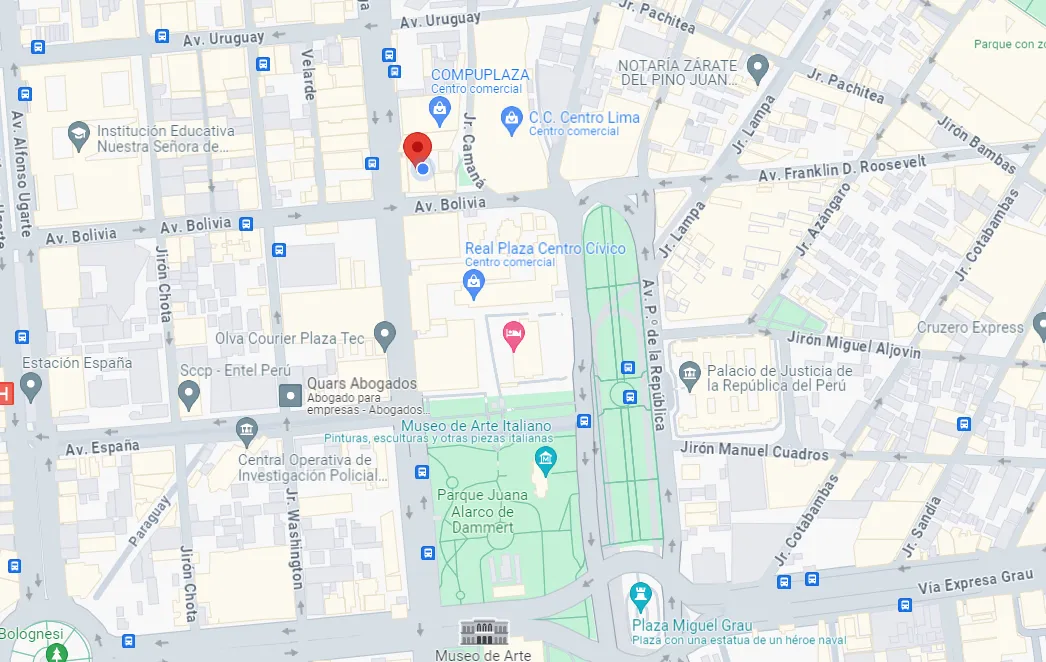 Av. Uruguay
Jr. Pachitea
Av. Uruguay
Parque con zo
Velarde
COMPUPLAZA
Centro comercial
NOTARÍA ZÁRATE
DEL PINO JUAN...
Jr. Pachitea
Av. Alfonso Ugarte
Institución Educativa
Nuestra Señora de...
Jr. Camaná
C.C. Centro Lima
Centro comercial
Jr. Lampa
Jirón Bambas
Av. Franklin D. Roosevelt
Av. Bolivia
Av. Bolivia
Av. Bolivia
Jr. Lampa
Jr. Azángaro
Jr. Cotabambas
Jirón Chota
Real Plaza Centro Cívico
Centro comercial
Av. P.º de la República
Olva Courier Plaza Tec
Cruzero Express
Jirón Miguel Aljovin
Estación España
Sccp - Entel Perú
Quars Abogados
Abogado para
empresas - Abogados...
Palacio de Justicia de
la República del Perú
H
Museo de Arte Italiano
Pinturas, esculturas y otras piezas italianas
Av. España
Jirón Manuel Cuadros
Central Operativa de
Investigación Policial...
Parque Juana
Alarco de
Dammert
Paraguay
Jr. Washington
Jirón Chota
Jr. Cotabambas
Jr. Sandia
Vía Expresa Grau
Bolognesi
Plaza Miguel Grau
Plaza con una estatua de un héroe naval
Museo de Arte